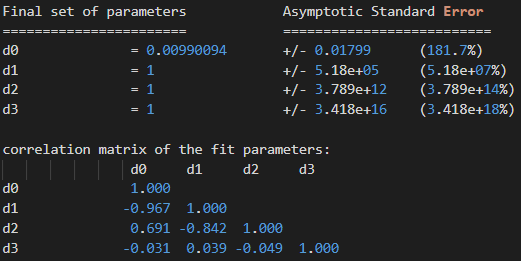 Final set of parameters            Asymptotic Standard Error
=======================            ==========================
d0              = 0.00990094       +/- 0.01799      (181.7%)
d1              = 1                +/- 5.18e+05     (5.18e+07%)
d2              = 1                +/- 3.789e+12    (3.789e+14%)
d3              = 1                +/- 3.418e+16    (3.418e+18%)
correlation matrix of the fit parameters:
                d0     d1     d2     d3
d0              1.000
d1             -0.967  1.000
d2              0.691 -0.842  1.000
d3             -0.031  0.039 -0.049  1.000